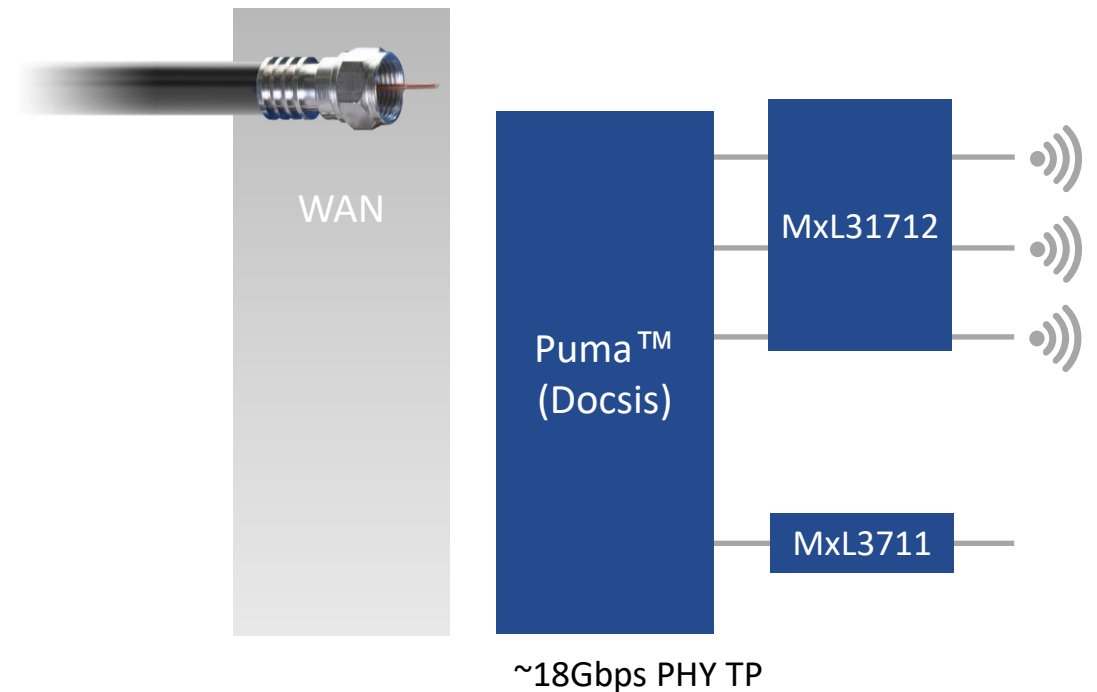 WAN
Puma™
(Docsis)
MxL31712
MxL3711
~18Gbps PHY TP